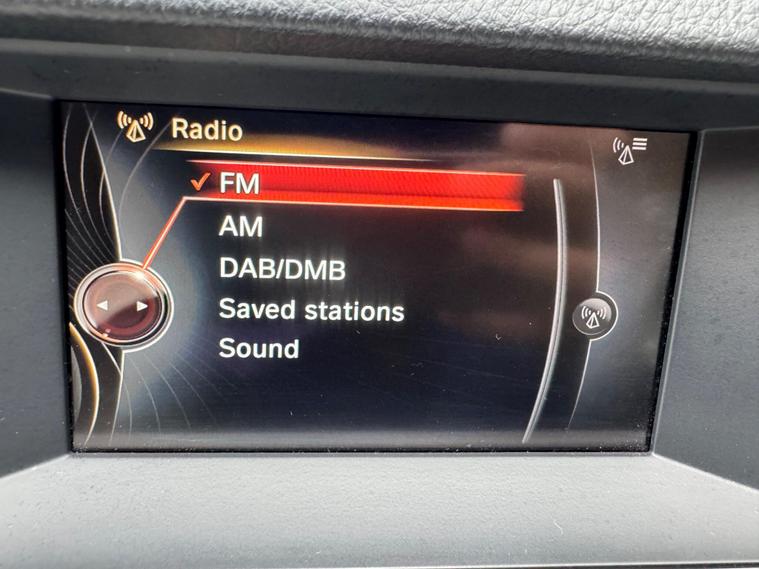 Radio
FM
AM
DAB/DMB
Saved stations
Sound